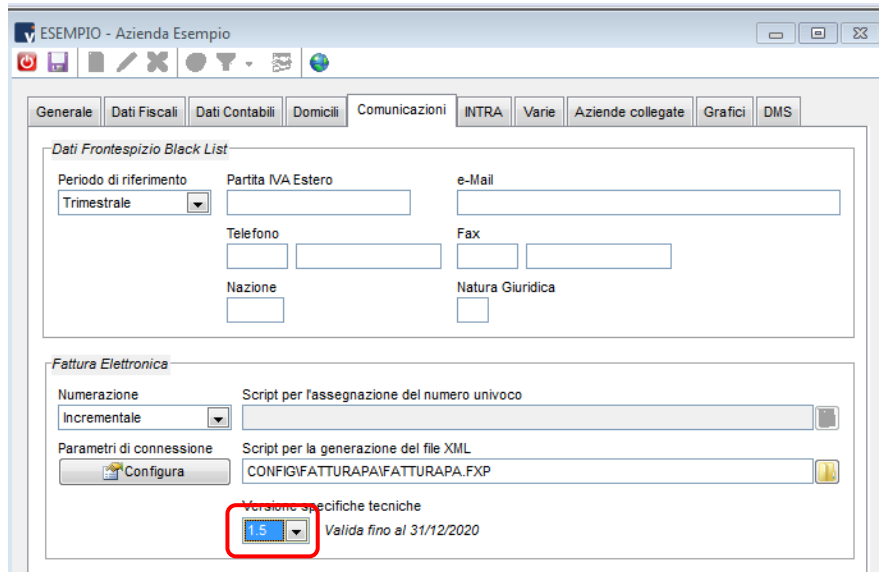 ESEMPIO - Azienda Esempio
Generale Dati Fiscali Dati Contabili Domicili Comunicazioni INTRA Varie Aziende collegate Grafici DMS
Dati Frontespizio Black List
Periodo di riferimento Partita IVA Estero e-Mail
Trimestrale
Telefono Fax
Nazione Natura Giuridica
Fattura Elettronica
Numerazione Script per l'assegnazione del numero univoco
Incrementale
Parametri di connessione Script per la generazione del file XML
Configura CONFIG\FATTURAPA\FATTURAPA.FXP
Versione specifiche tecniche
1.5 Valida fino al 31/12/2020